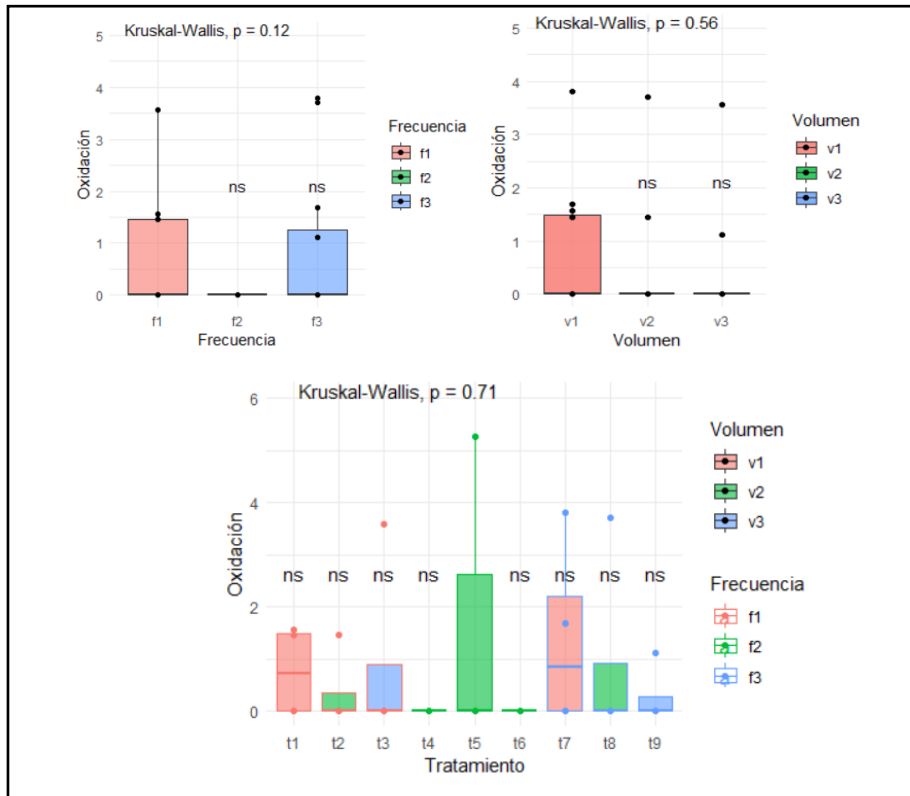 Kruskal-Wallis, p = 0.12
5
4
3
2
1
0
Oxidación
ns
ns
f1
f2
f3
Frecuencia
Frecuencia
f1
f2
f3
Kruskal-Wallis, p = 0.56
5
4
3
2
1
0
Oxidación
ns
ns
v1
v2
v3
Volumen
Volumen
v1
v2
v3
Kruskal-Wallis, p = 0.71
6
4
2
0
Oxidación
ns ns ns ns ns ns ns ns
t1 t2 t3 t4 t5 t6 t7 t8 t9
Tratamiento
Volumen
v1
v2
v3
Frecuencia
f1
f2
f3